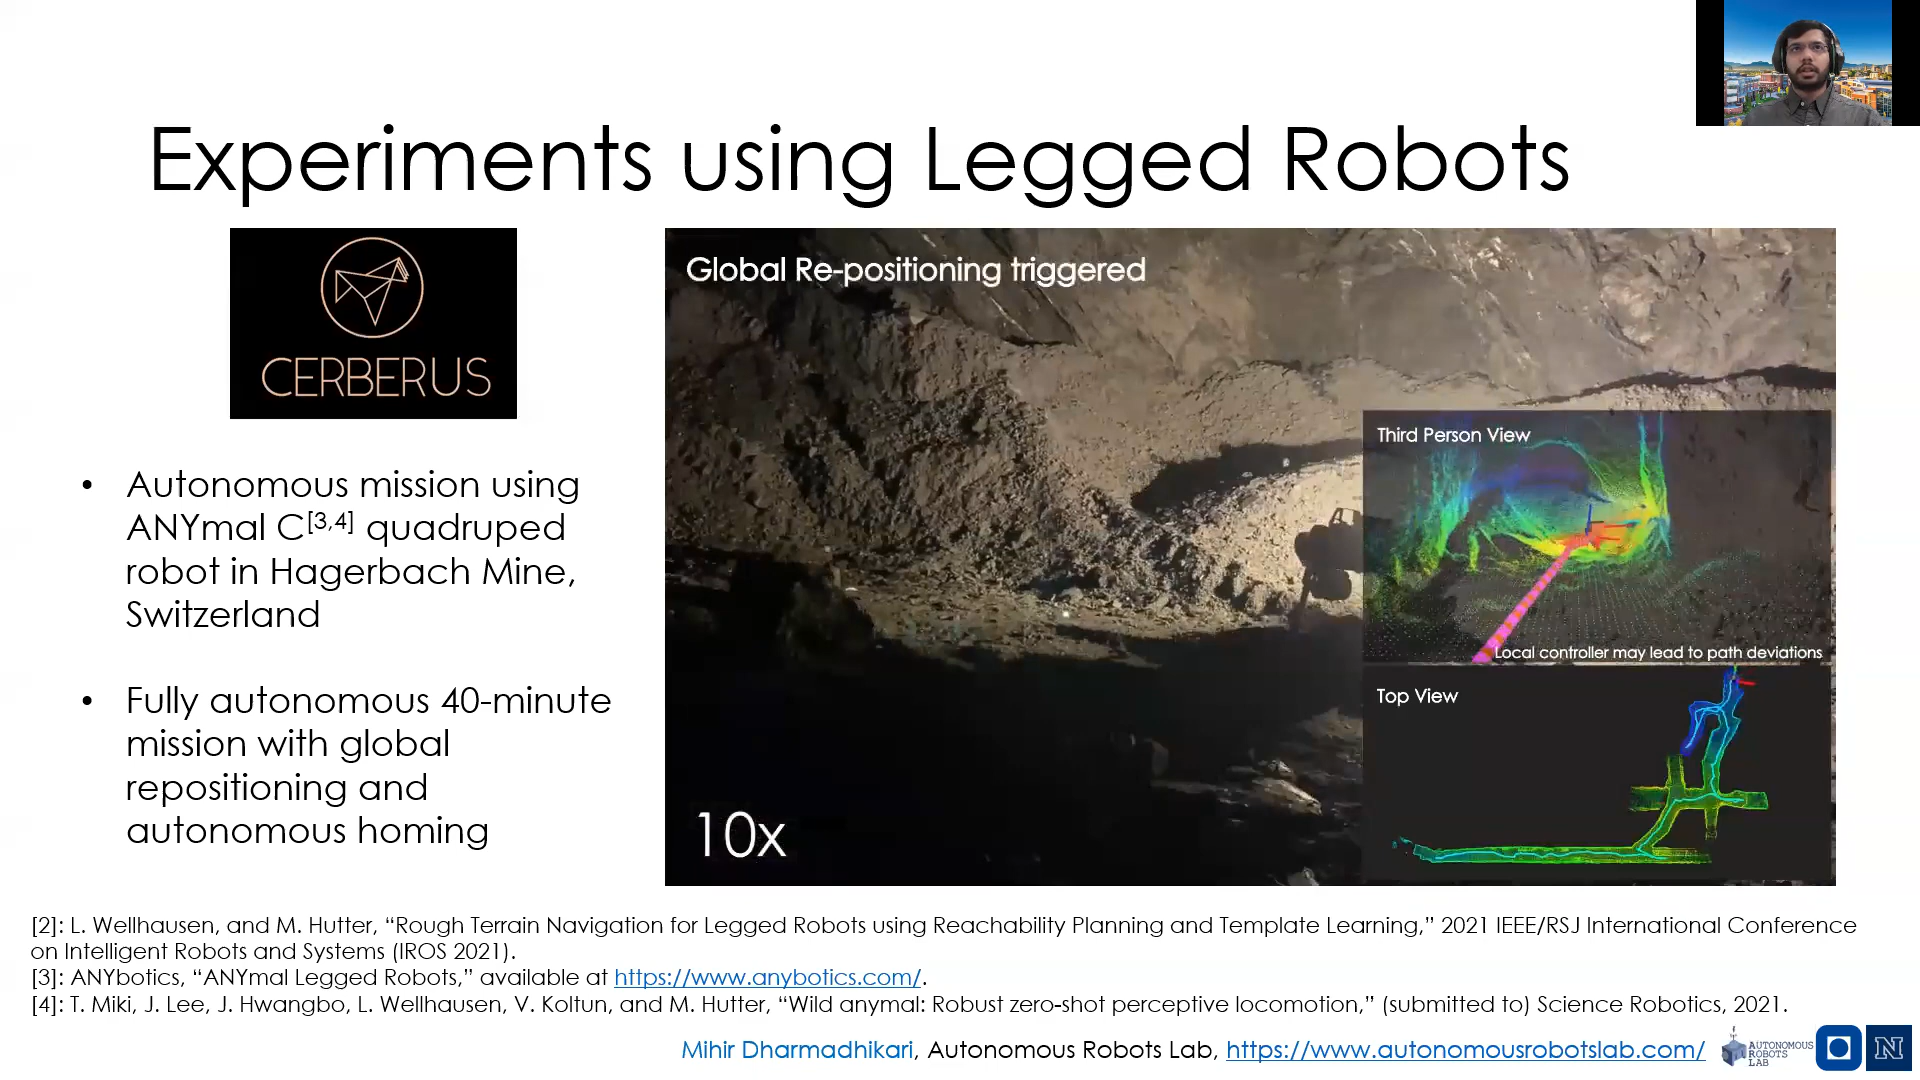 Experiments using Legged Robots
CERBERUS
• Autonomous mission using
ANYmal C[3,4] quadruped
robot in Hagerbach Mine,
Switzerland
• Fully autonomous 40-minute
mission with global
repositioning and
autonomous homing
Global Re-positioning triggered
Third Person View
Local controller may lead to path deviations
Top View
10x
[2]: L. Wellhausen, and M. Hutter, “Rough Terrain Navigation for Legged Robots using Reachability Planning and Template Learning,” 2021 IEEE/RSJ International Conference
on Intelligent Robots and Systems (IROS 2021).
[3]: ANYbotics, “ANYmal Legged Robots,” available at https://www.anybotics.com/.
[4]: T. Miki, J. Lee, J. Hwangbo, L. Wellhausen, V. Koltun, and M. Hutter, “Wild anymal: Robust zero-shot perceptive locomotion,” (submitted to) Science Robotics, 2021.
Mihir Dharmadhikari, Autonomous Robots Lab, https://www.autonomousrobotslab.com/
AUTONOMOUS
ROBOTS
LAB
N